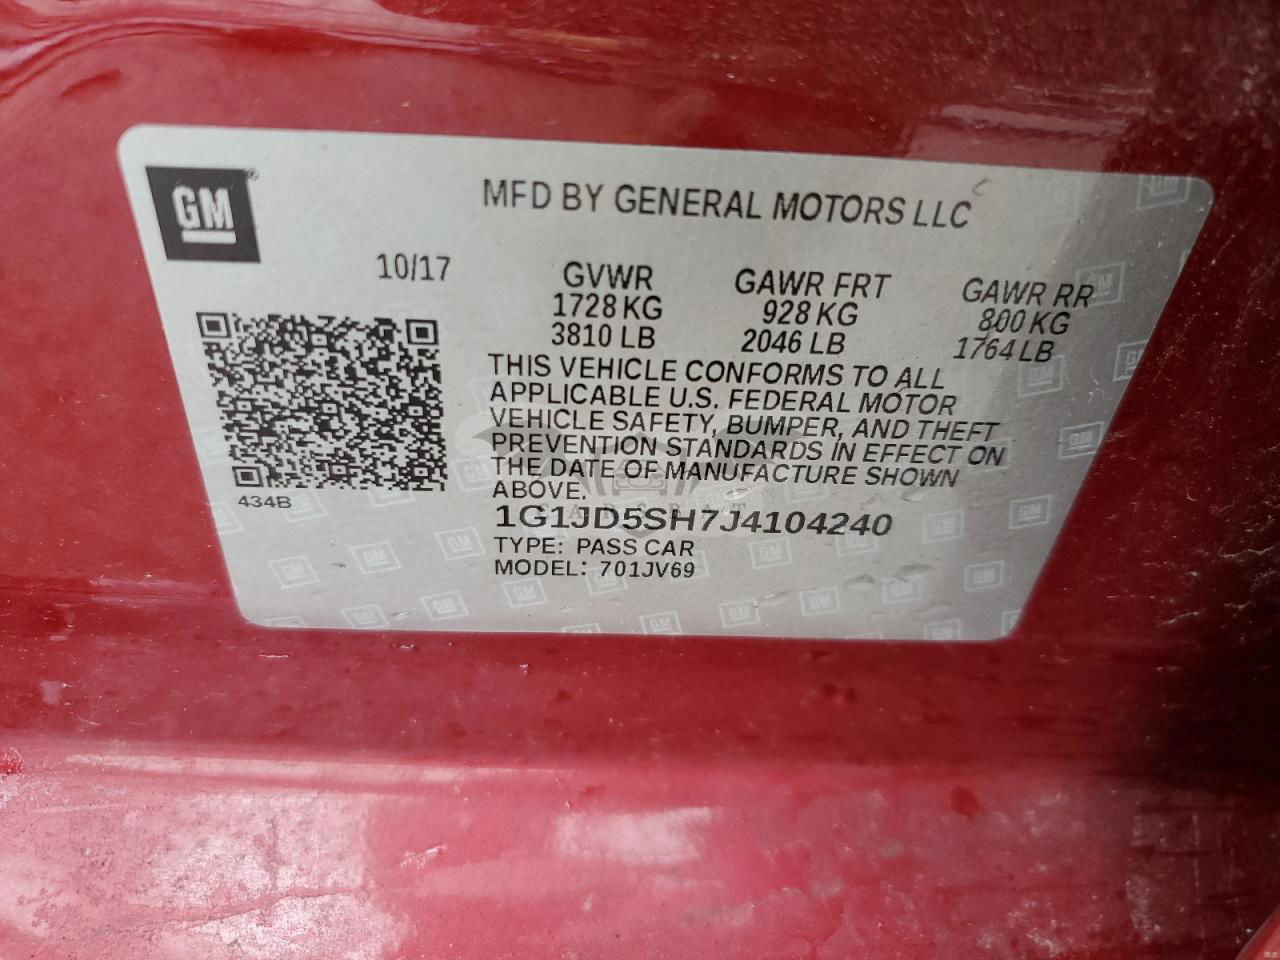 GM
MFD BY GENERAL MOTORS LLC
10/17
GVWR
1728 KG
3810 LB
GAWR FRT
928 KG
2046 LB
GAWR RR
800 KG
1764 LB
THIS VEHICLE CONFORMS TO ALL
APPLICABLE U.S. FEDERAL MOTOR
VEHICLE SAFETY, BUMPER, AND THEFT
PREVENTION STANDARDS IN EFFECT ON
THE DATE OF MANUFACTURE SHOWN
ABOVE.
434B
1G1JD5SH7J4104240
TYPE: PASS CAR
MODEL: 701JV69